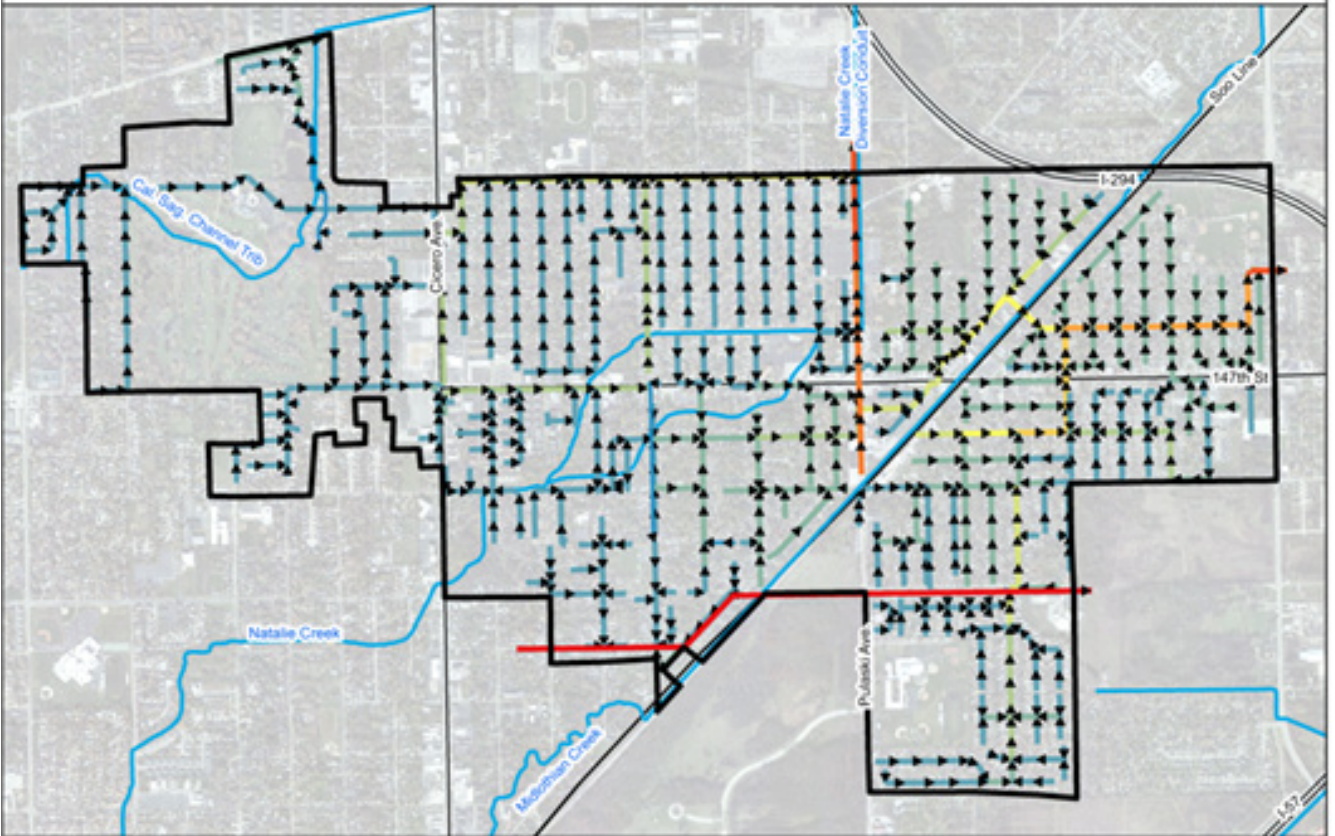 Natalie Creek
Diversion Conduit
Soo Line
I-294
Cal. Sag. Channel Trib
Cicero Ave
147th St
Natalie Creek
Pulaski Ave
Midlothian Creek
I-57